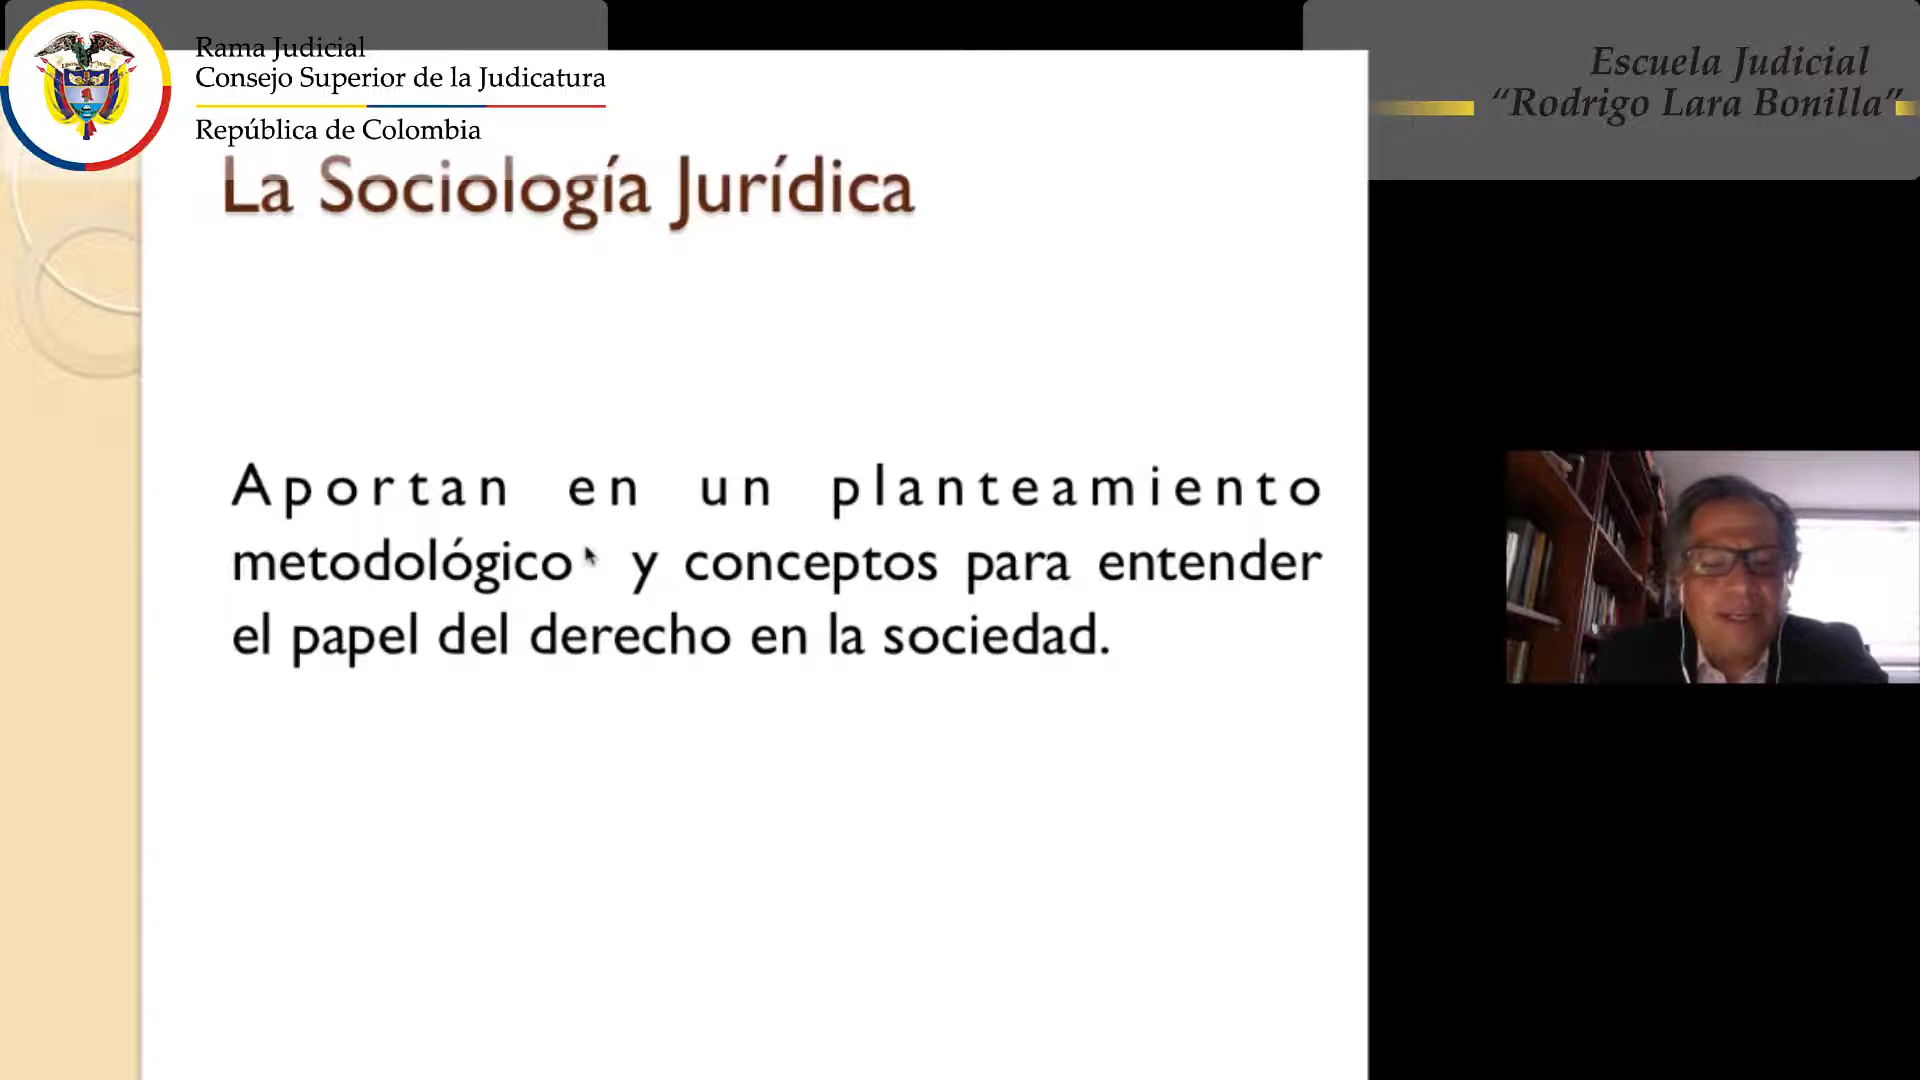 Rama Judicial
Consejo Superior de la Judicatura
República de Colombia
Escuela Judicial
“Rodrigo Lara Bonilla”
La Sociología Jurídica
Aportan en un planteamiento
metodológico y conceptos para entender
el papel del derecho en la sociedad.